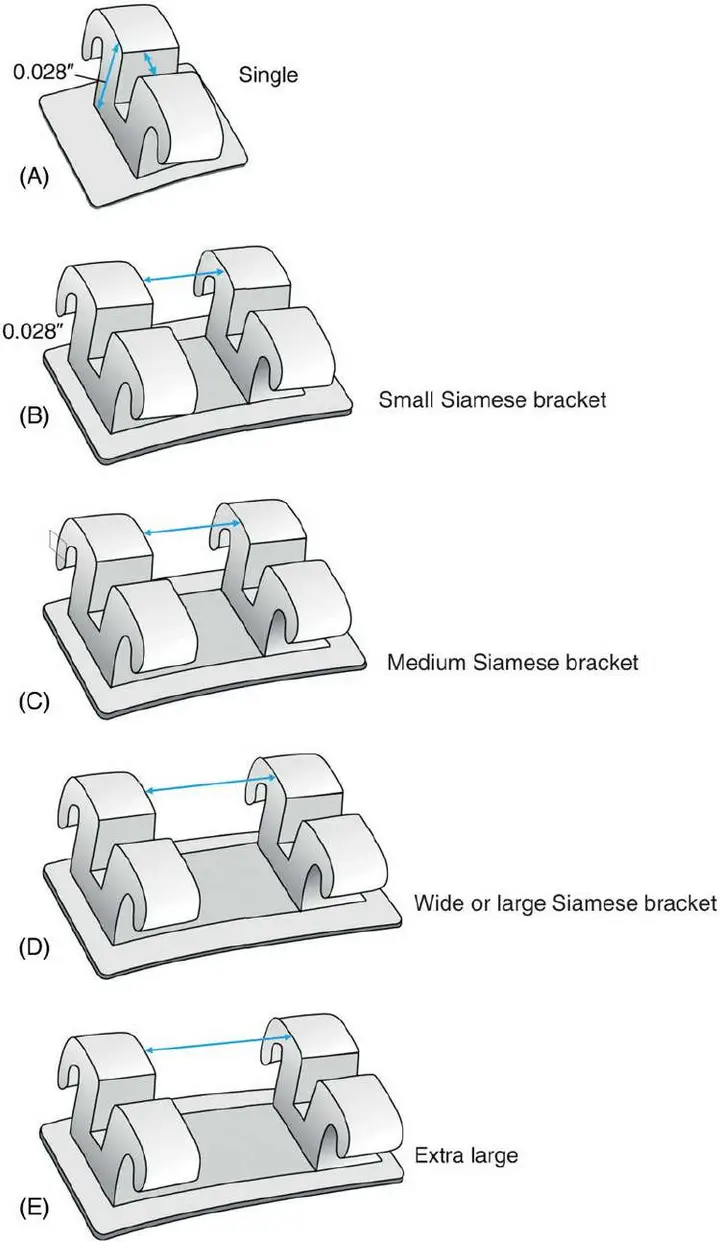 0.028″
Single
(A)
0.028″
Small Siamese bracket
(B)
Medium Siamese bracket
(C)
Wide or large Siamese bracket
(D)
Extra large
(E)